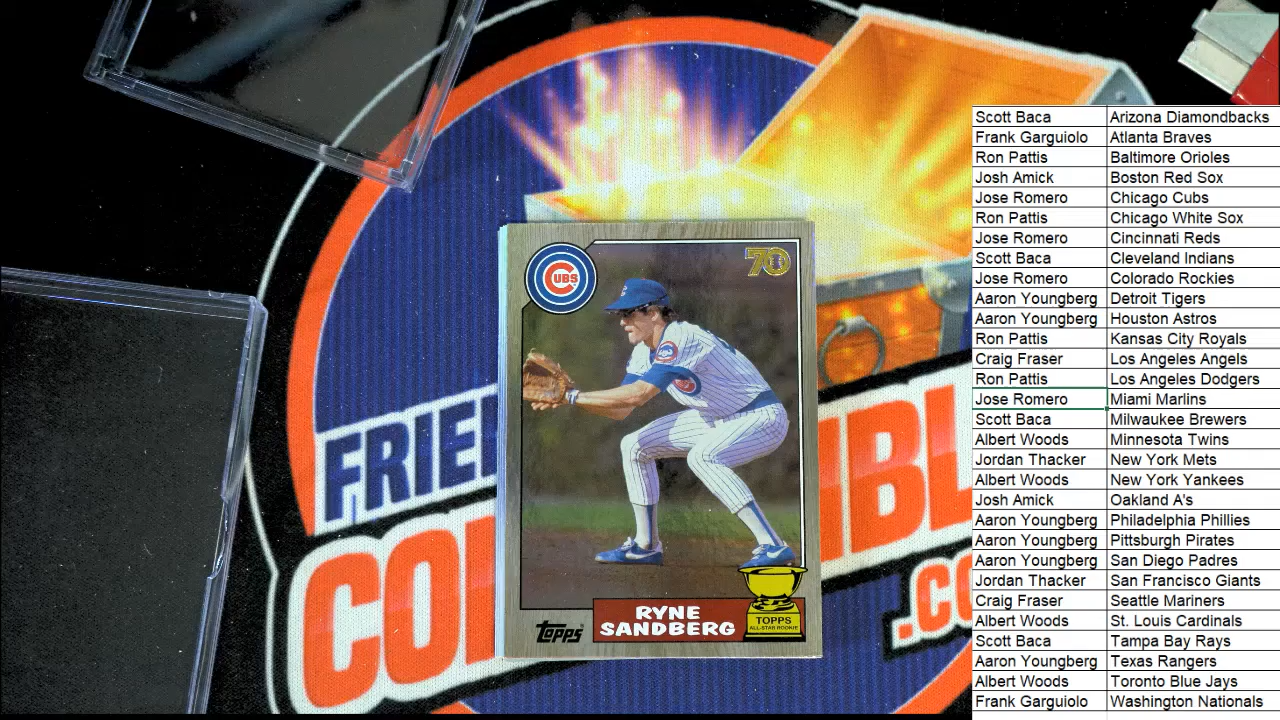 CUBS
70
RYNE
SANDBERG
Topps
TOPPS
ALL-STAR ROOKIE
FRIE
COL
IBL
.CO
Scott Baca Arizona Diamondbacks
Frank Garguiolo Atlanta Braves
Ron Pattis Baltimore Orioles
Josh Amick Boston Red Sox
Jose Romero Chicago Cubs
Ron Pattis Chicago White Sox
Jose Romero Cincinnati Reds
Scott Baca Cleveland Indians
Jose Romero Colorado Rockies
Aaron Youngberg Detroit Tigers
Aaron Youngberg Houston Astros
Ron Pattis Kansas City Royals
Craig Fraser Los Angeles Angels
Ron Pattis Los Angeles Dodgers
Jose Romero Miami Marlins
Scott Baca Milwaukee Brewers
Albert Woods Minnesota Twins
Jordan Thacker New York Mets
Albert Woods New York Yankees
Josh Amick Oakland A's
Aaron Youngberg Philadelphia Phillies
Aaron Youngberg Pittsburgh Pirates
Aaron Youngberg San Diego Padres
Jordan Thacker San Francisco Giants
Craig Fraser Seattle Mariners
Albert Woods St. Louis Cardinals
Scott Baca Tampa Bay Rays
Aaron Youngberg Texas Rangers
Albert Woods Toronto Blue Jays
Frank Garguiolo Washington Nationals